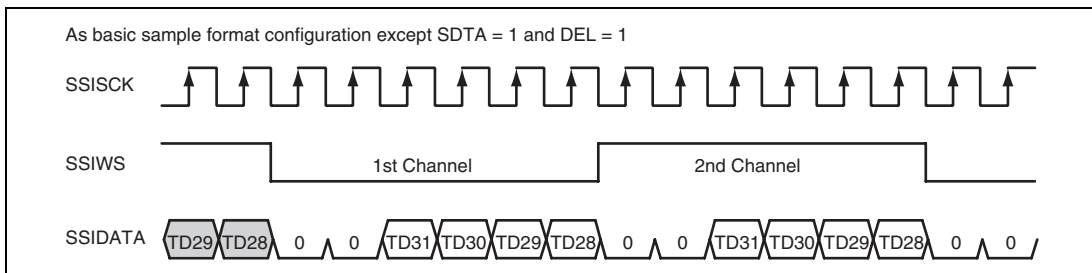 As basic sample format configuration except SDTA = 1 and DEL = 1
SSISCK
SSIWS 1st Channel 2nd Channel
SSIDATA TD29 TD28 0 0 TD31 TD30 TD29 TD28 0 0 TD31 TD30 TD29 TD28 0 0